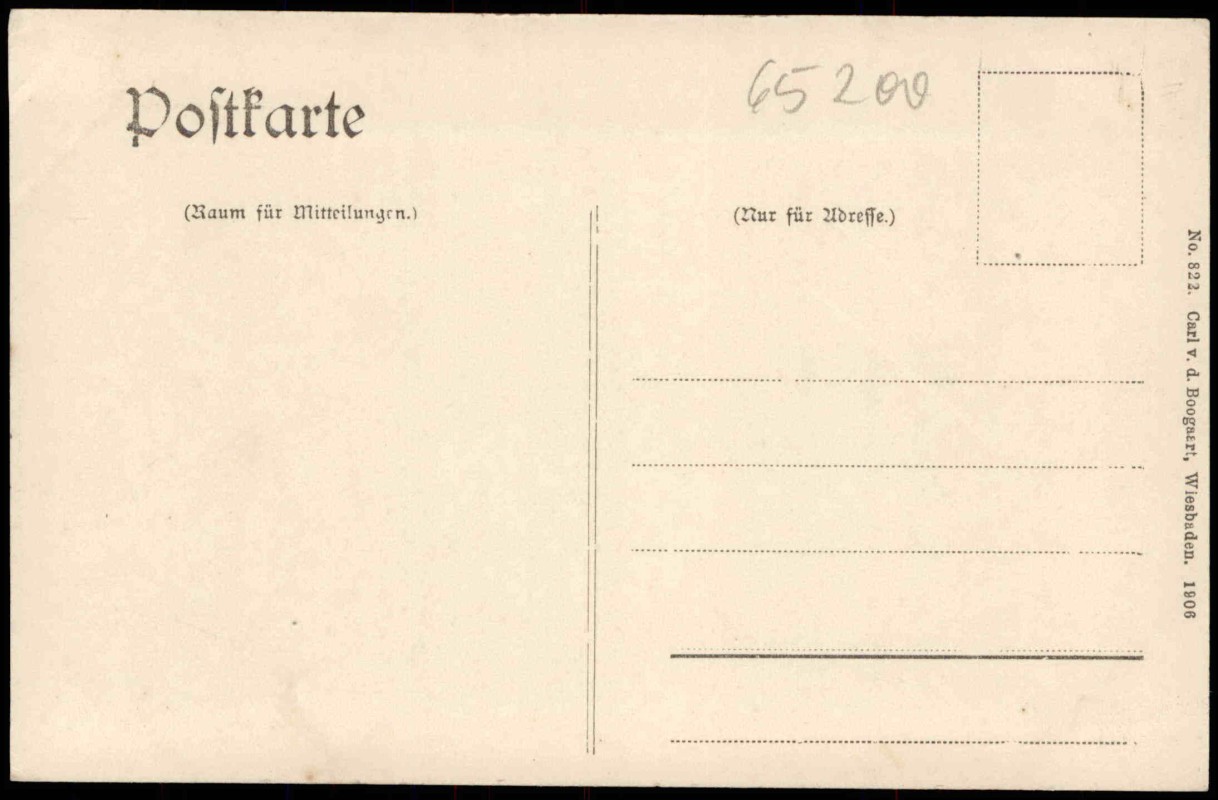 Postkarte
65200
(Raum für Mitteilungen.)
(Nur für Adresse.)
No. 822. Carl v. d. Boogaart, Wiesbaden. 1906